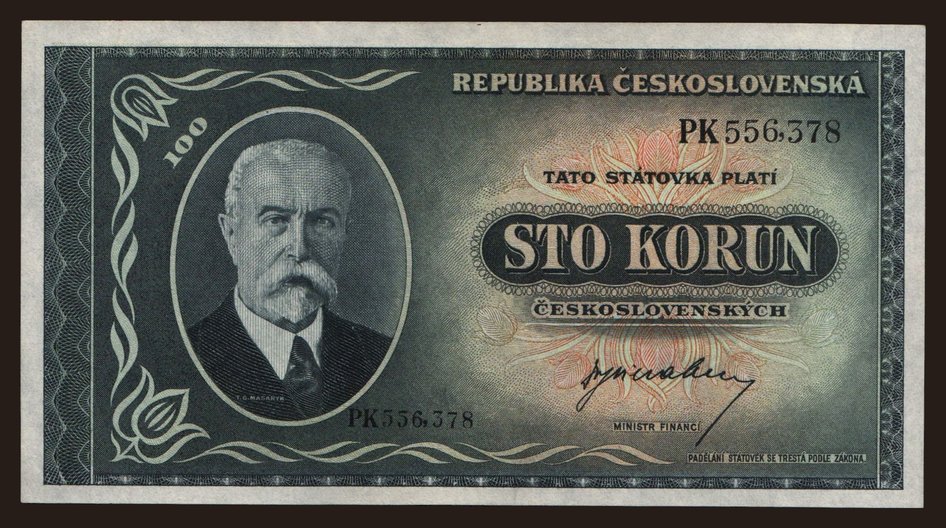 REPUBLIKA ČESKOSLOVENSKÁ
100
PK 556,378
TATO STÁTOVKA PLATÍ
STO KORUN
ČESKOSLOVENSKÝCH
T. G. MASARYK
PK 556,378
MINISTR FINANCÍ
PADĚLÁNÍ STÁTOVEK SE TRESTÁ PODLE ZÁKONA.